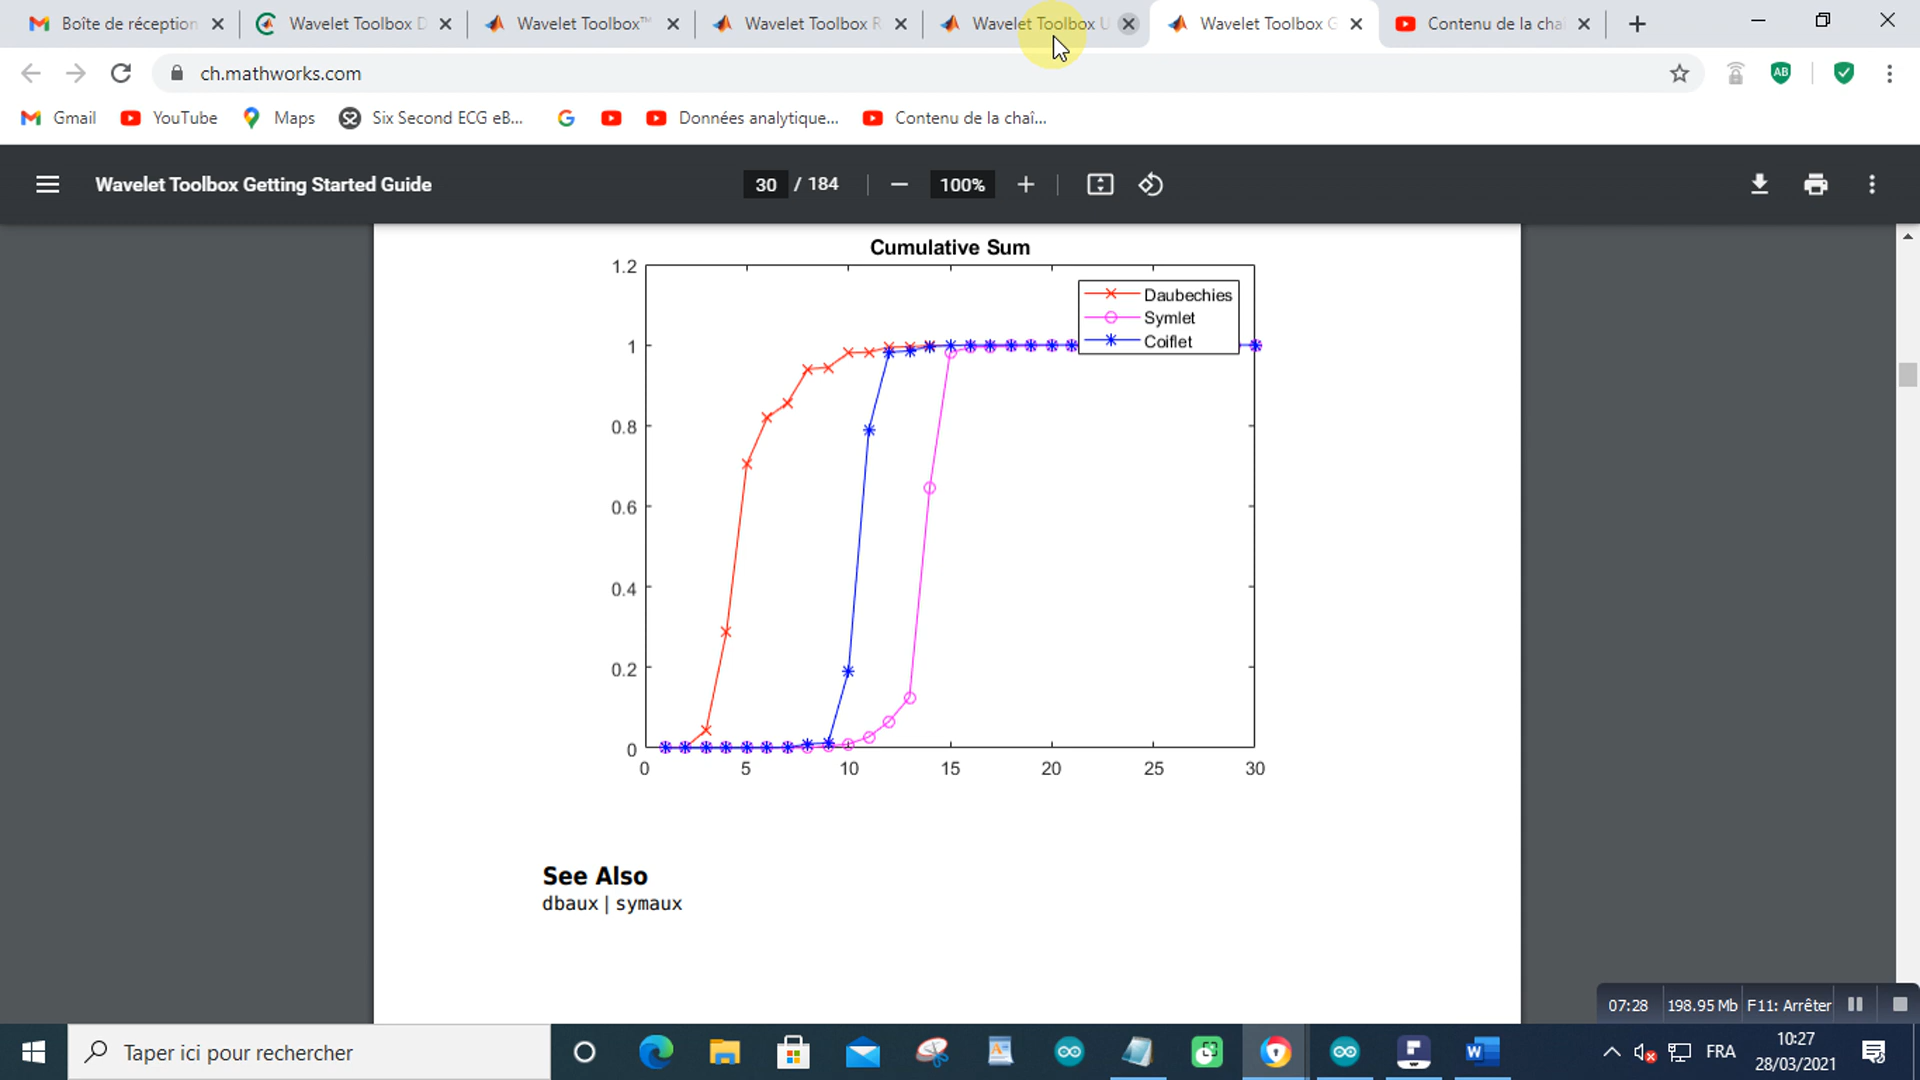 Boîte de réception
Wavelet Toolbox D
Wavelet Toolbox™
Wavelet Toolbox R
Wavelet Toolbox U
Wavelet Toolbox G
Contenu de la cha
ch.mathworks.com
AB
Gmail
YouTube
Maps
Six Second ECG eB...
Données analytique...
Contenu de la chaî...
Wavelet Toolbox Getting Started Guide
30 / 184
100%
Cumulative Sum
1.2
1
0.8
0.6
0.4
0.2
0
Daubechies
Symlet
Coiflet
0 5 10 15 20 25 30
See Also
dbaux | symaux
07:28 198.95 Mb F11: Arrêter
Taper ici pour rechercher
FRA
10:27
28/03/2021